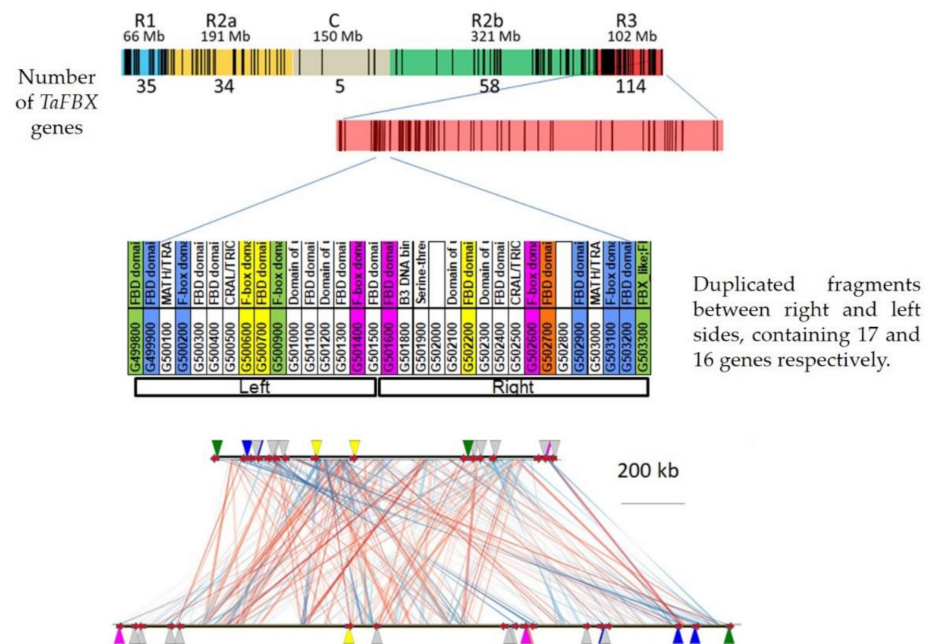 R1 R2a C R2b R3
66 Mb 191 Mb 150 Mb 321 Mb 102 Mb
Number
of TaFBX
genes
35 34 5 58 114
FBD domai
FBD domai
MATH/TRA
F-box doma
FBD domai
FBD domai
CRAL/TRIC
F-box doma
FBD domai
F-box doma
Domain of u
FBD domai
Domain of u
FBD domai
F-box doma
FBD domai
FBD domai
B3 DNA bin
Serine-thre
Domain of u
FBD domai
Domain of u
FBD domai
CRAL/TRIC
F-box doma
FBD domai
FBD domai
MATH/TRA
F-box doma
FBD domai
FBX_like;F
G499800
G499900
G500100
G500200
G500300
G500400
G500500
G500600
G500700
G500900
G501000
G501100
G501200
G501300
G501400
G501500
G501600
G501800
G501900
G502000
G502100
G502200
G502300
G502400
G502500
G502600
G502700
G502800
G502900
G503000
G503100
G503200
G503300
Left Right
Duplicated fragments
between right and left
sides, containing 17 and
16 genes respectively.
200 kb